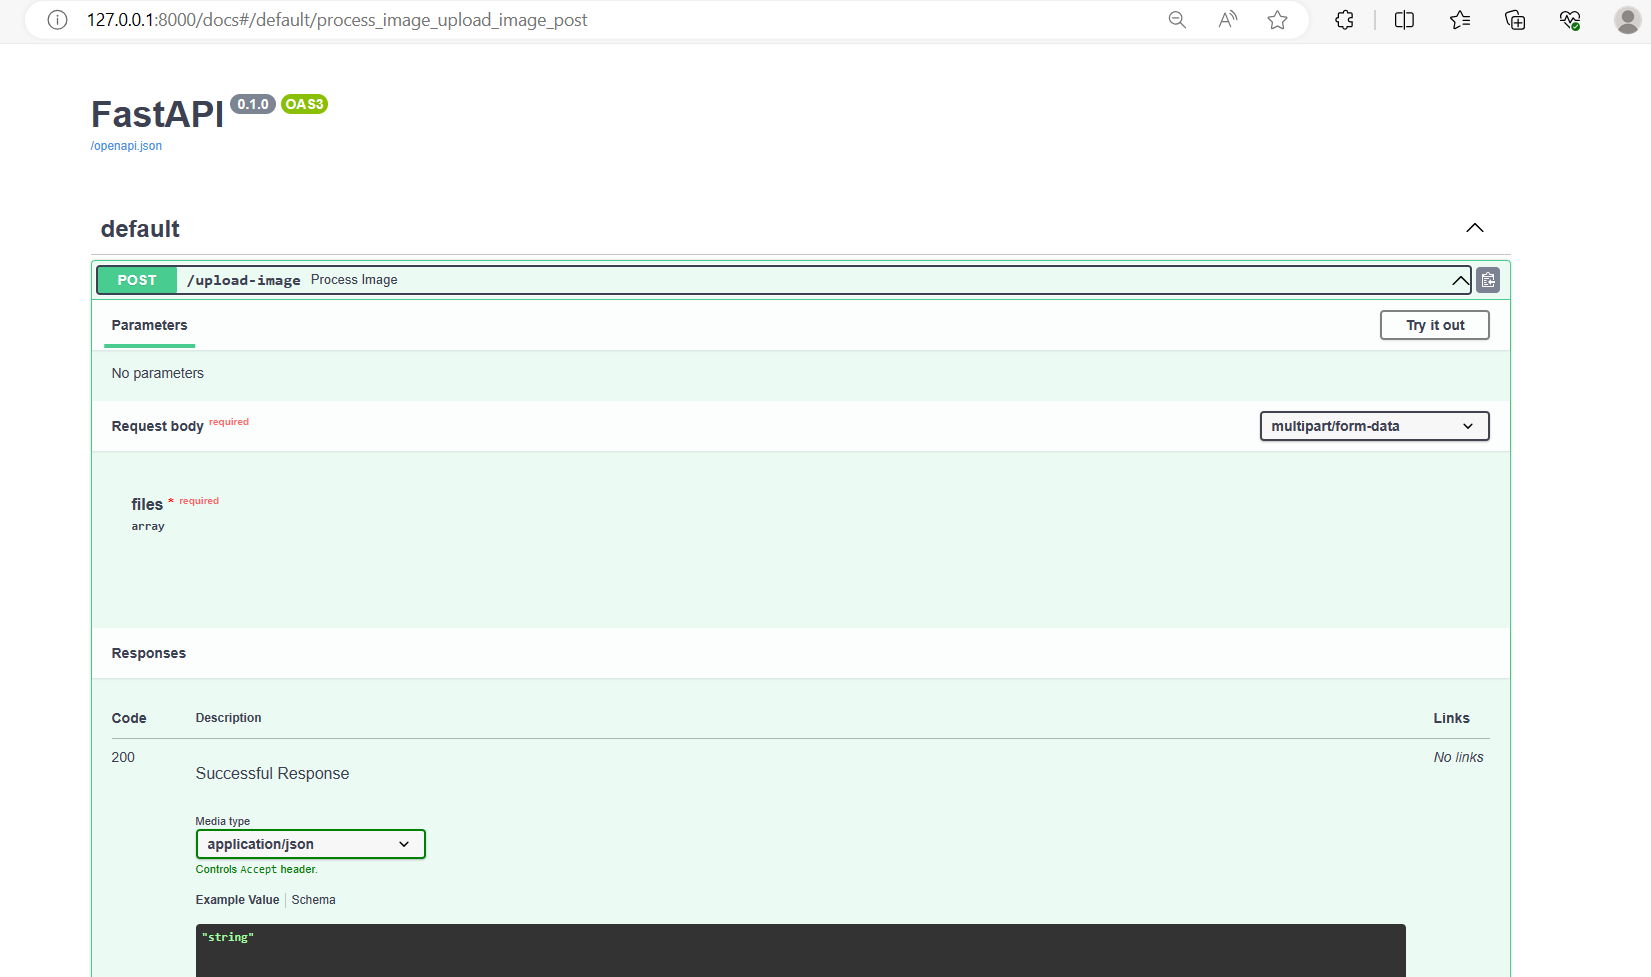 127.0.0.1:8000/docs#/default/process_image_upload_image_post
FastAPI 0.1.0 OAS3
/openapi.json
default
POST /upload-image Process Image
Parameters Try it out
No parameters
Request body required multipart/form-data
files * required
array
Responses
Code Description Links
200 No links
Successful Response
Media type
application/json
Controls Accept header.
Example Value Schema
"string"